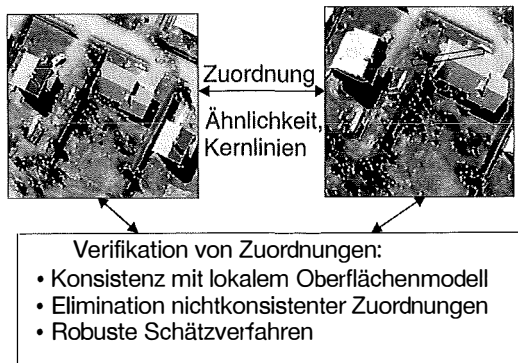 Zuordnung
Ähnlichkeit,
Kernlinien
Verifikation von Zuordnungen:
• Konsistenz mit lokalem Oberflächenmodell
• Elimination nichtkonsistenter Zuordnungen
• Robuste Schätzverfahren